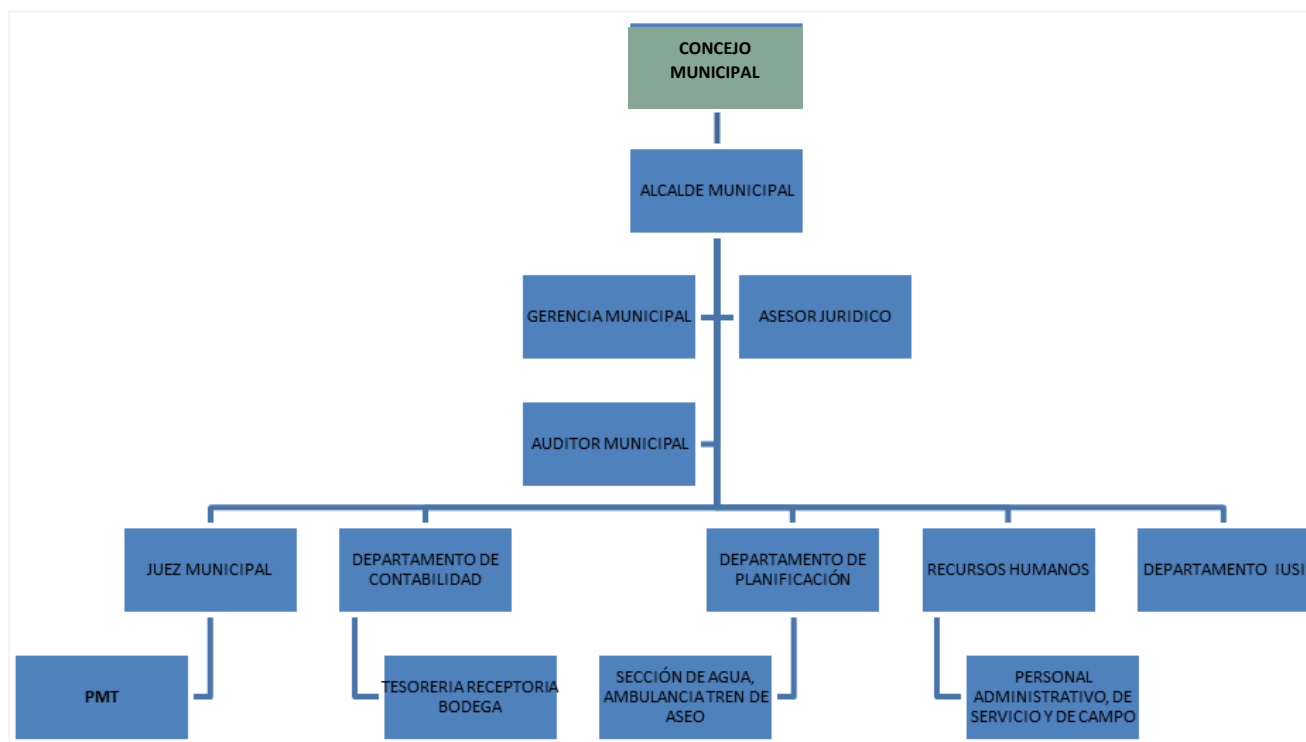 CONCEJO
MUNICIPAL
ALCALDE MUNICIPAL
GERENCIA MUNICIPAL
ASESOR JURIDICO
AUDITOR MUNICIPAL
JUEZ MUNICIPAL
DEPARTAMENTO DE
CONTABILIDAD
DEPARTAMENTO DE
PLANIFICACIÓN
RECURSOS HUMANOS
DEPARTAMENTO IUSI
PMT
TESORERIA RECEPTORIA
BODEGA
SECCIÓN DE AGUA,
AMBULANCIA TREN DE
ASEO
PERSONAL
ADMINISTRATIVO, DE
SERVICIO Y DE CAMPO